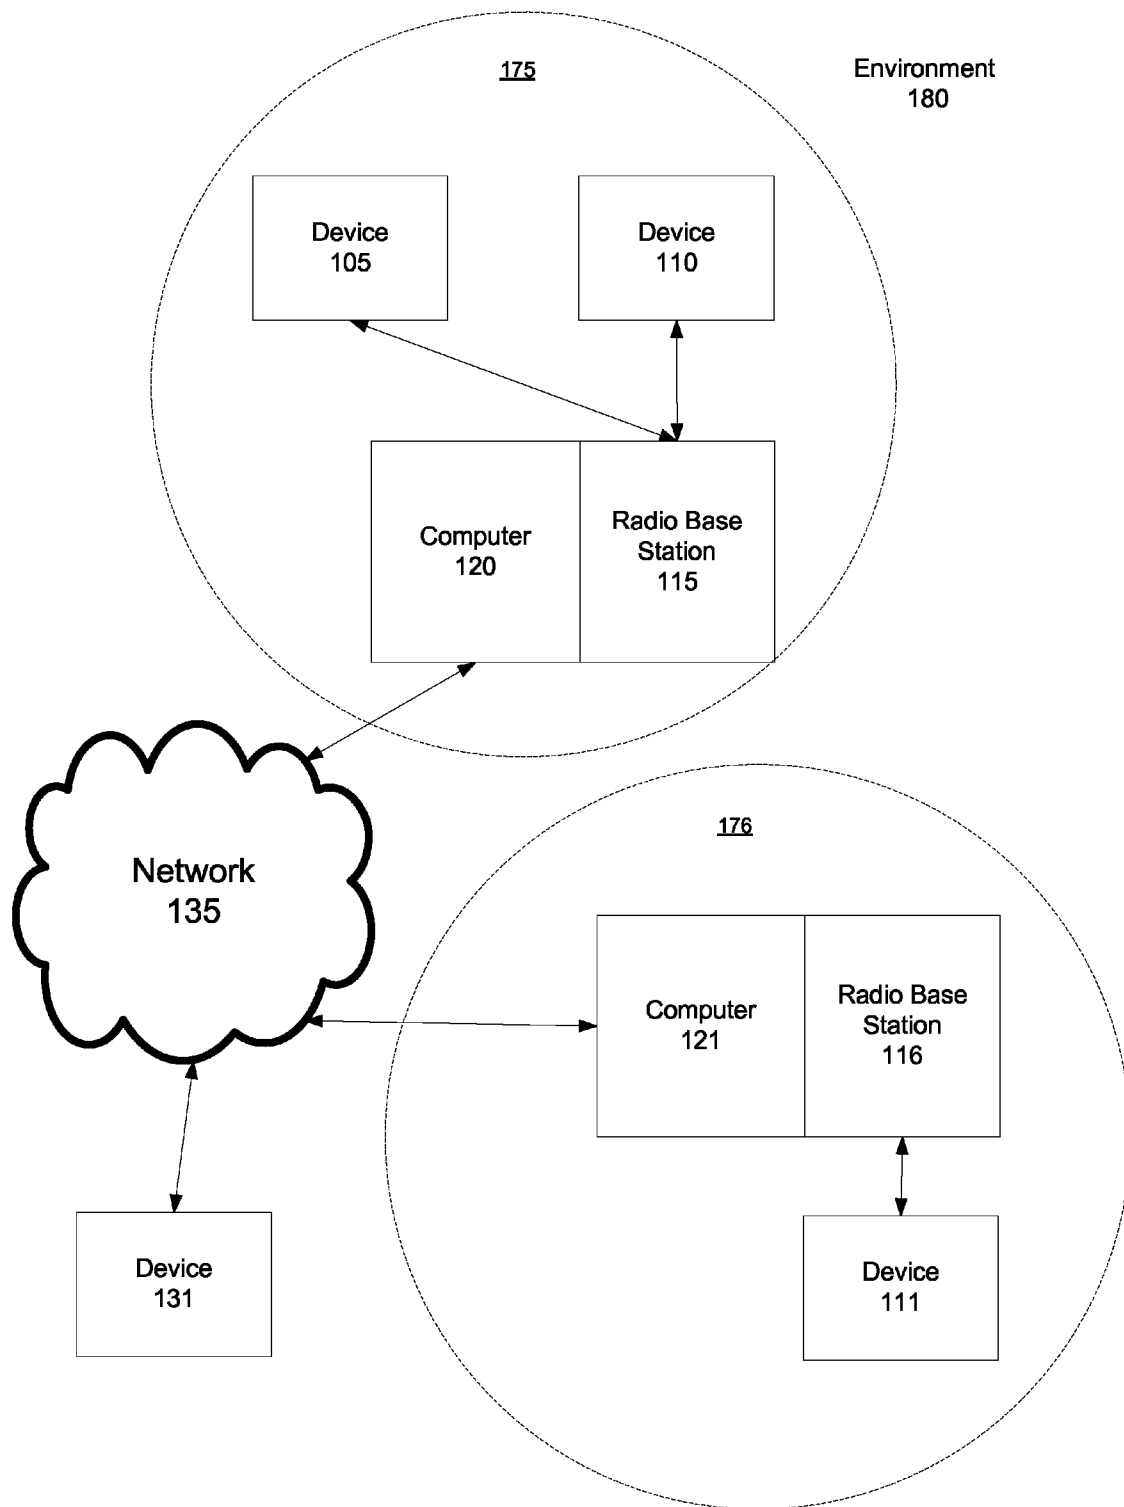 175
Environment
180
Device
105
Device
110
Computer
120
Radio Base
Station
115
Network
135
176
Computer
121
Radio Base
Station
116
Device
131
Device
111